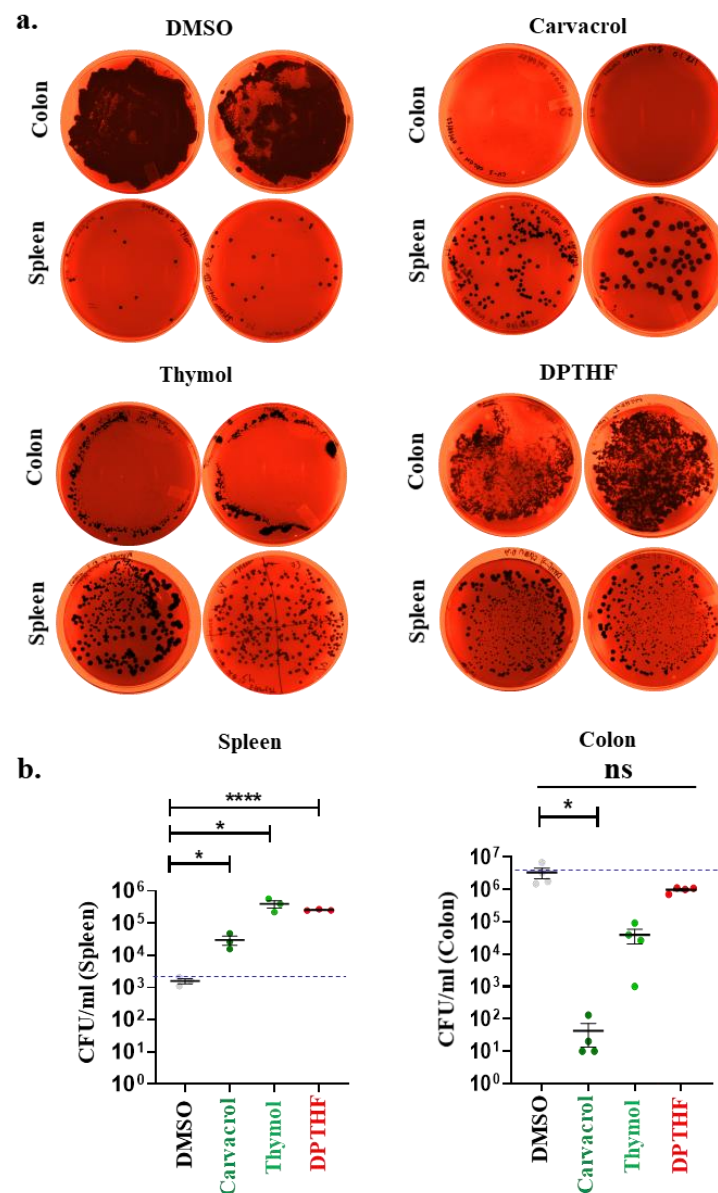 a.
DMSO
Carvacrol
Colon
Colon
Spleen
Spleen
Thymol
DPTHF
Colon
Colon
Spleen
Spleen
b.
Spleen
Colon
ns
****
*
*
*
CFU/ml (Spleen)
10⁶
10⁵
10⁴
10³
10²
10¹
10⁰
DMSO
Carvacrol
Thymol
DPTHF
CFU/ml (Colon)
10⁷
10⁶
10⁵
10⁴
10³
10²
10¹
10⁰
DMSO
Carvacrol
Thymol
DPTHF